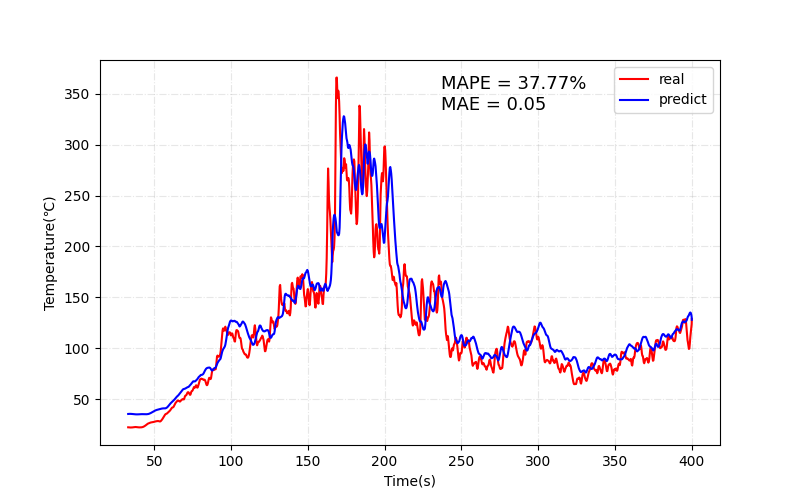 MAPE = 37.77%
MAE = 0.05
real
predict
Temperature(℃)
350
300
250
200
150
100
50
50 100 150 200 250 300 350 400
Time(s)